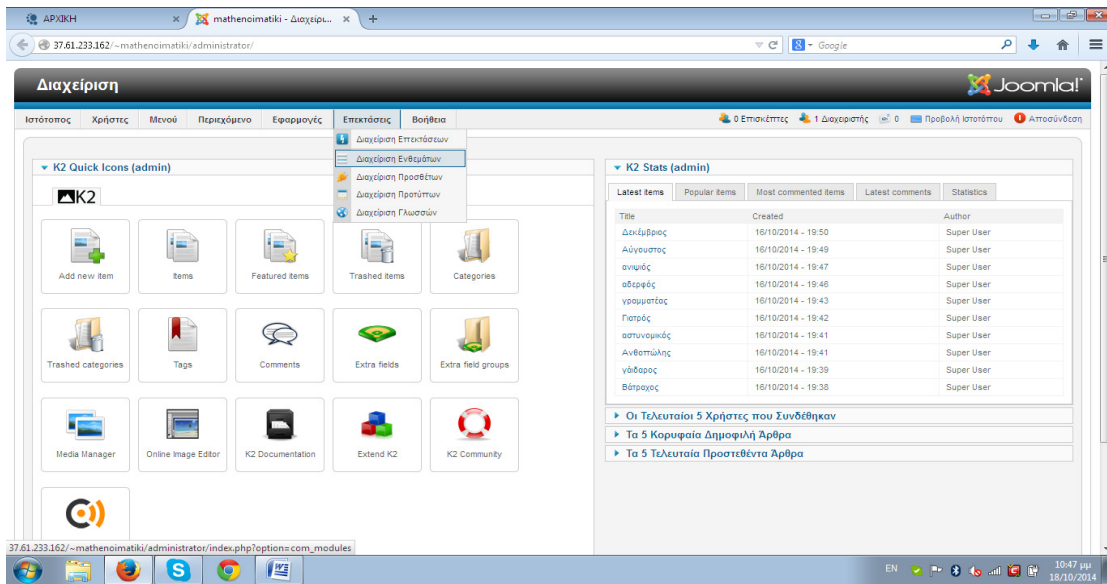 ΑΡΧΙΚΗ
mathenoimatiki - Διαχείρι...
37.61.233.162/~mathenoimatiki/administrator/
Google
Διαχείριση
Joomla!
Ιστότοπος Χρήστες Μενού Περιεχόμενο Εφαρμογές Επεκτάσεις Βοήθεια
0 Επισκέπτες 1 Διαχειριστής 0 Προβολή Ιστοτόπου Αποσύνδεση
Διαχείριση Επεκτάσεων
Διαχείριση Ενθεμάτων
Διαχείριση Προσθέτων
Διαχείριση Προτύπων
Διαχείριση Γλωσσών
K2 Quick Icons (admin)
K2
Add new item Items Featured items Trashed items Categories
Trashed categories Tags Comments Extra fields Extra field groups
Media Manager Online Image Editor K2 Documentation Extend K2 K2 Community
K2 Stats (admin)
Latest items Popular items Most commented items Latest comments Statistics
Title Created Author
Δεκέμβριος 16/10/2014 - 19:50 Super User
Αύγουστος 16/10/2014 - 19:49 Super User
ανιψιός 16/10/2014 - 19:47 Super User
αδερφός 16/10/2014 - 19:46 Super User
γραμματέας 16/10/2014 - 19:43 Super User
Γιατρός 16/10/2014 - 19:42 Super User
αστυνομικός 16/10/2014 - 19:41 Super User
Ανθοπώλης 16/10/2014 - 19:41 Super User
γάιδαρος 16/10/2014 - 19:39 Super User
Βάτραχος 16/10/2014 - 19:38 Super User
Οι Τελευταίοι 5 Χρήστες που Συνδέθηκαν
Τα 5 Κορυφαία Δημοφιλή Άρθρα
Τα 5 Τελευταία Προστεθέντα Άρθρα
37.61.233.162/~mathenoimatiki/administrator/index.php?option=com_modules
EN
10:47 μμ
18/10/2014